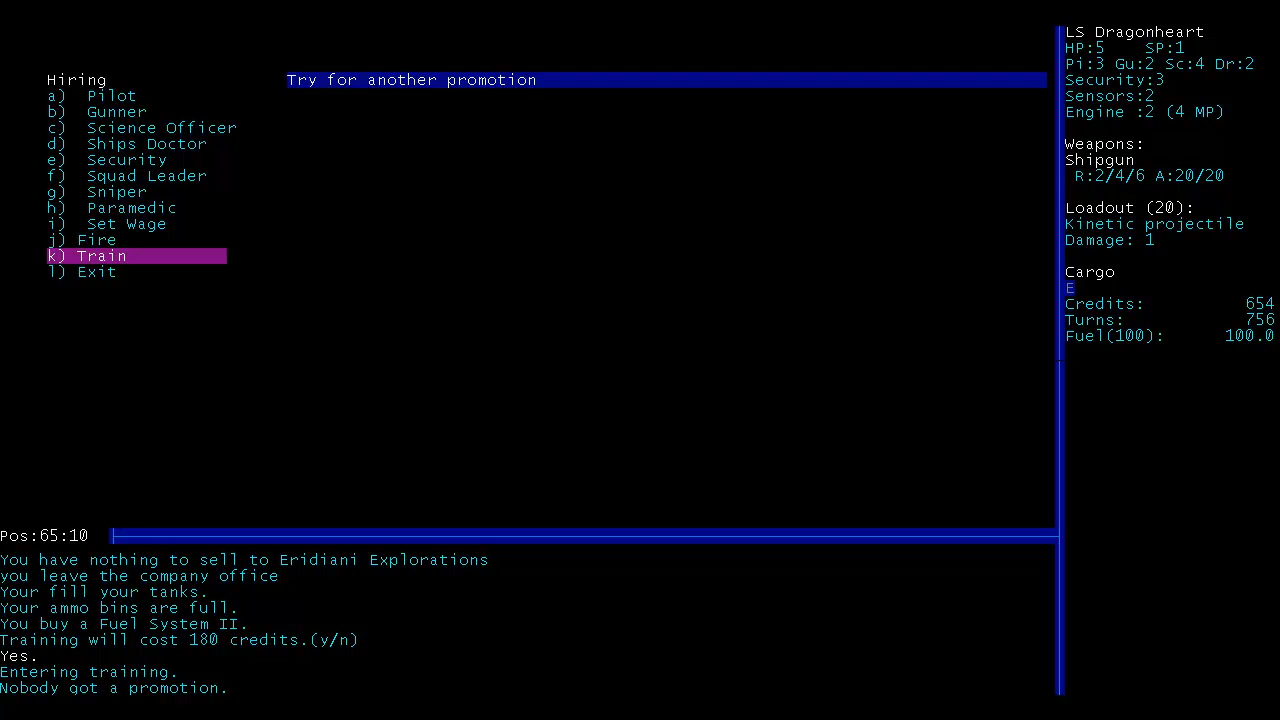 Hiring
a) Pilot
b) Gunner
c) Science Officer
d) Ships Doctor
e) Security
f) Squad Leader
g) Sniper
h) Paramedic
i) Set Wage
j) Fire
k) Train
l) Exit
Try for another promotion
LS Dragonheart
HP:5 SP:1
Pi:3 Gu:2 Sc:4 Dr:2
Security:3
Sensors:2
Engine :2 (4 MP)
Weapons:
Shipgun
R:2/4/6 A:20/20
Loadout (20):
Kinetic projectile
Damage: 1
Cargo
E
Credits: 654
Turns: 756
Fuel(100): 100.0
Pos:65:10
You have nothing to sell to Eridiani Explorations
you leave the company office
Your fill your tanks.
Your ammo bins are full.
You buy a Fuel System II.
Training will cost 180 credits.(y/n)
Yes.
Entering training.
Nobody got a promotion.